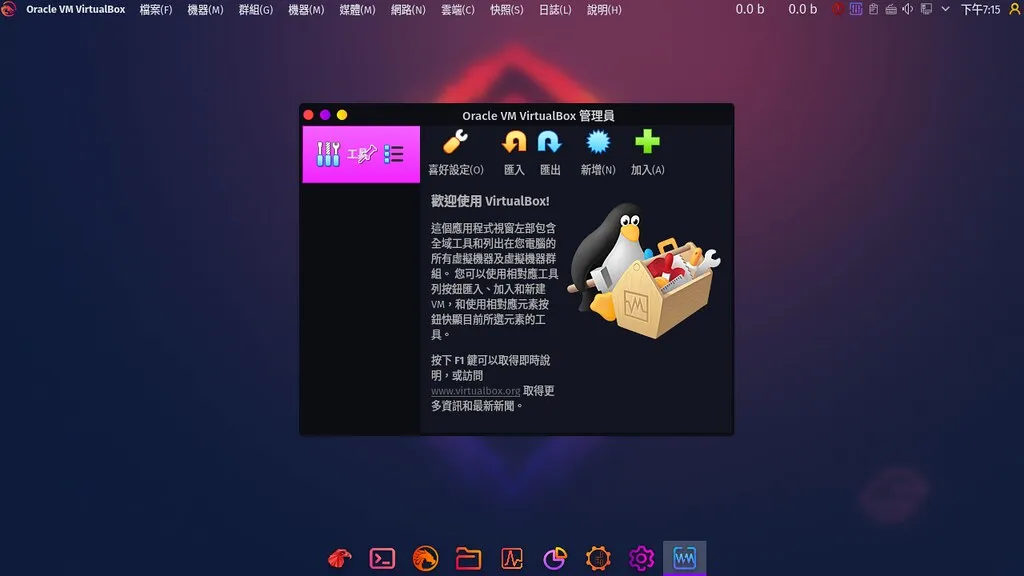 Oracle VM VirtualBox 檔案(F) 機器(M) 群組(G) 機器(M) 媒體(M) 網路(N) 雲端(C) 快照(S) 日誌(L) 說明(H) 0.0 b 0.0 b 下午7:15
Oracle VM VirtualBox 管理員
工具
喜好設定(O) 匯入 匯出 新增(N) 加入(A)
歡迎使用 VirtualBox!
這個應用程式視窗左部包含
全域工具和列出在您電腦的
所有虛擬機器及虛擬機器群
組。 您可以使用相對應工具
列按鈕匯入、加入和新建
VM，和使用相對應元素按
鈕快顯目前所選元素的工
具。
按下 F1 鍵可以取得即時說
明，或訪問
www.virtualbox.org 取得更
多資訊和最新新聞。